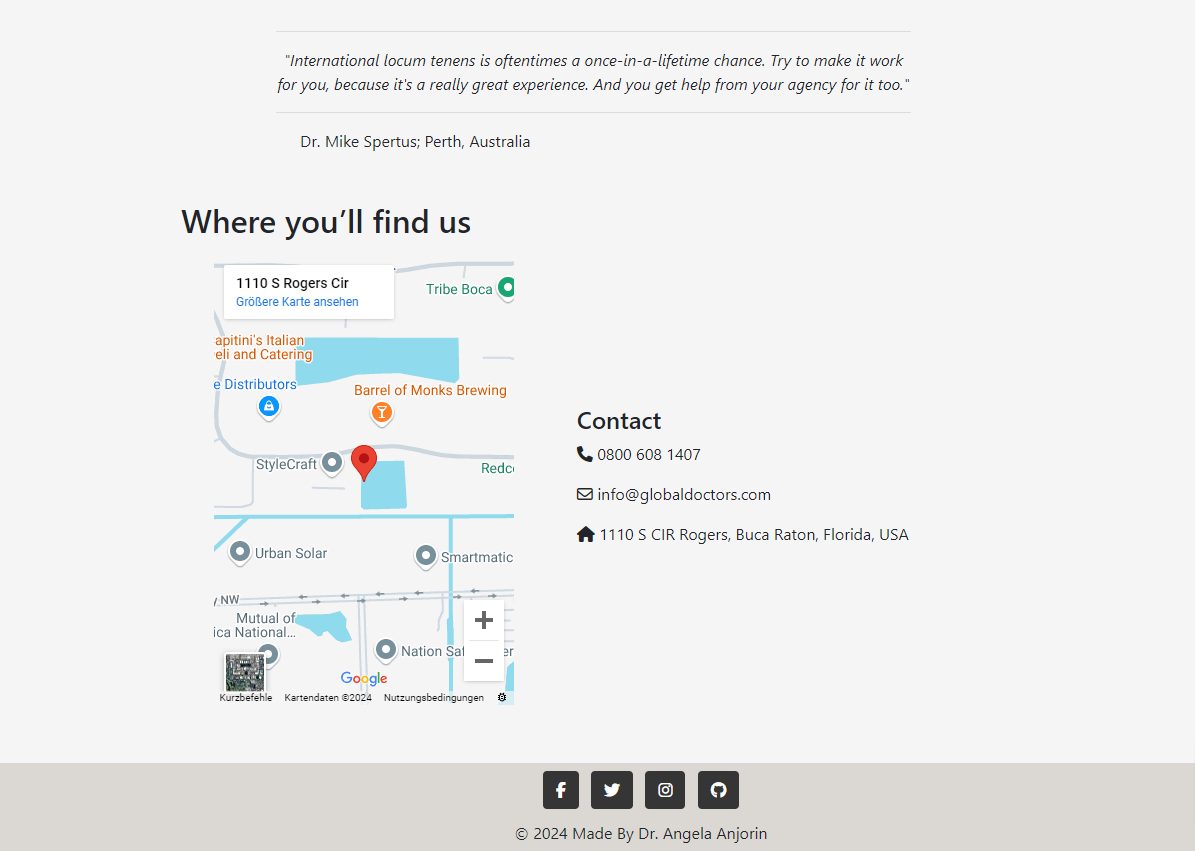 "International locum tenens is oftentimes a once-in-a-lifetime chance. Try to make it work
for you, because it's a really great experience. And you get help from your agency for it too."
Dr. Mike Spertus; Perth, Australia
Where you’ll find us
1110 S Rogers Cir
Größere Karte ansehen
Tribe Boca
apitini's Italian
eli and Catering
e Distributors
Barrel of Monks Brewing
StyleCraft
Redco
Urban Solar
Smartmatic
y NW
Mutual of
ica National...
Nation Saf
er
Google
Kurzbefehle
Kartendaten ©2024
Nutzungsbedingungen
Contact
0800 608 1407
info@globaldoctors.com
1110 S CIR Rogers, Buca Raton, Florida, USA
© 2024 Made By Dr. Angela Anjorin